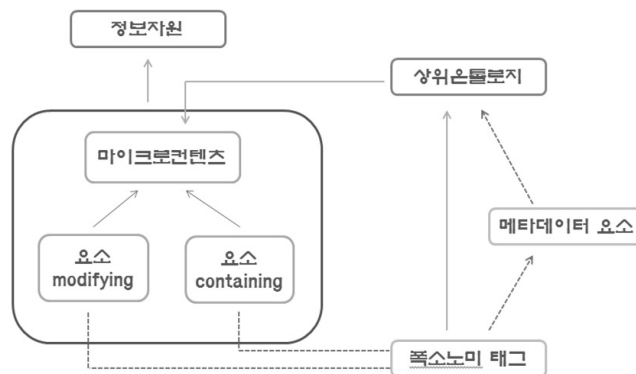 정보자원
상위온톨로지
마이크로컨텐츠
메타데이터 요소
요소
modifying
요소
containing
폭소노미 태그